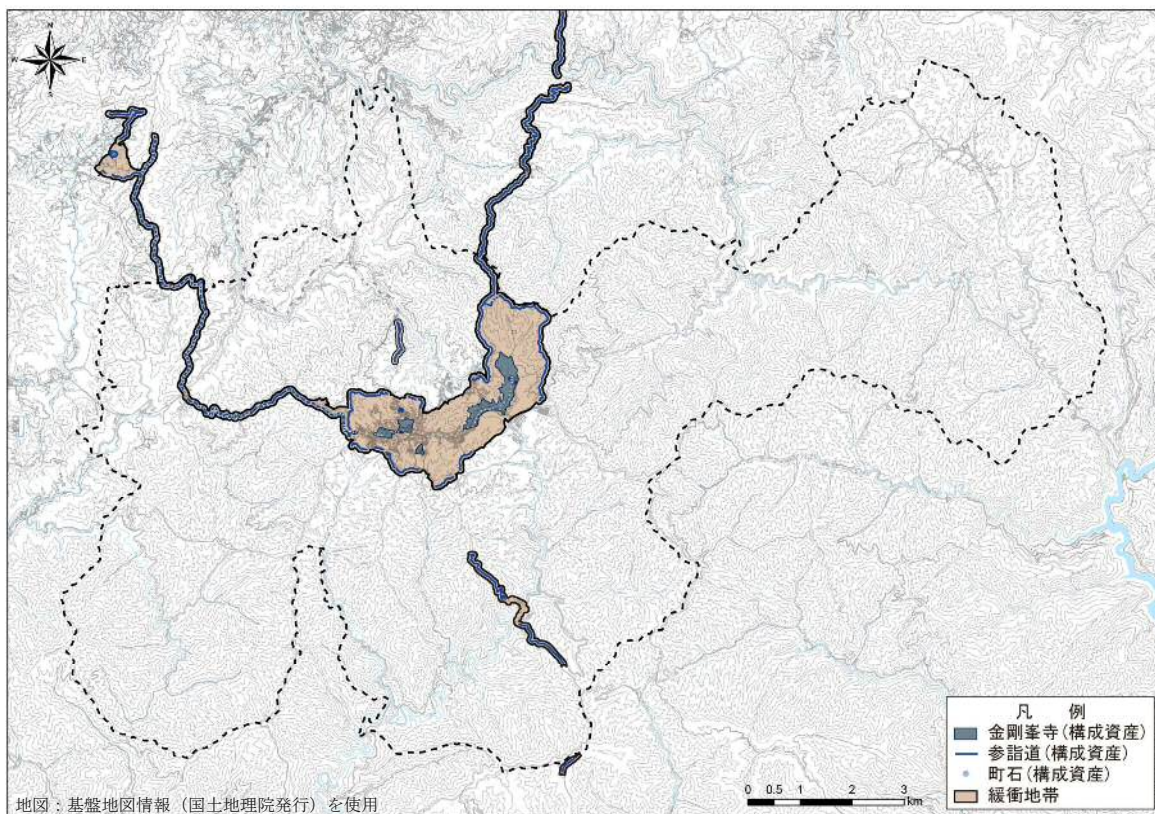 N
W E
S
凡 例
金剛峯寺(構成資産)
参詣道(構成資産)
町石(構成資産)
緩衝地帯
0 0.5 1 2 3
km
地図:基盤地図情報(国土地理院発行)を使用